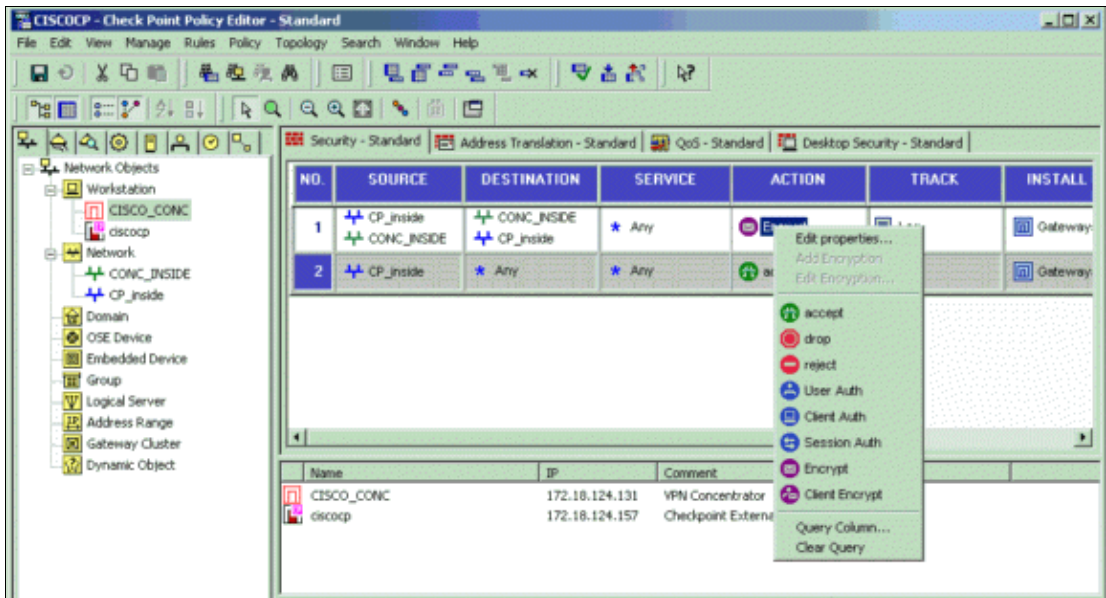 CISCOCP - Check Point Policy Editor - Standard
File Edit View Manage Rules Policy Topology Search Window Help
Security - Standard Address Translation - Standard QoS - Standard Desktop Security - Standard
Network Objects
Workstation
CISCO_CONC
ciscocp
Network
CONC_INSIDE
CP_inside
Domain
OSE Device
Embedded Device
Group
Logical Server
Address Range
Gateway Cluster
Dynamic Object
NO. SOURCE DESTINATION SERVICE ACTION TRACK INSTALL
1 CP_inside CONC_INSIDE Any Gateway
CONC_INSIDE CP_inside
2 CP_inside Any Any Gateway
Edit properties...
Add Encryption
Edit Encryption...
accept
drop
reject
User Auth
Client Auth
Session Auth
Encrypt
Client Encrypt
Query Column...
Clear Query
Name IP Comment
CISCO_CONC 172.18.124.131 VPN Concentrator
ciscocp 172.18.124.157 Checkpoint Externa